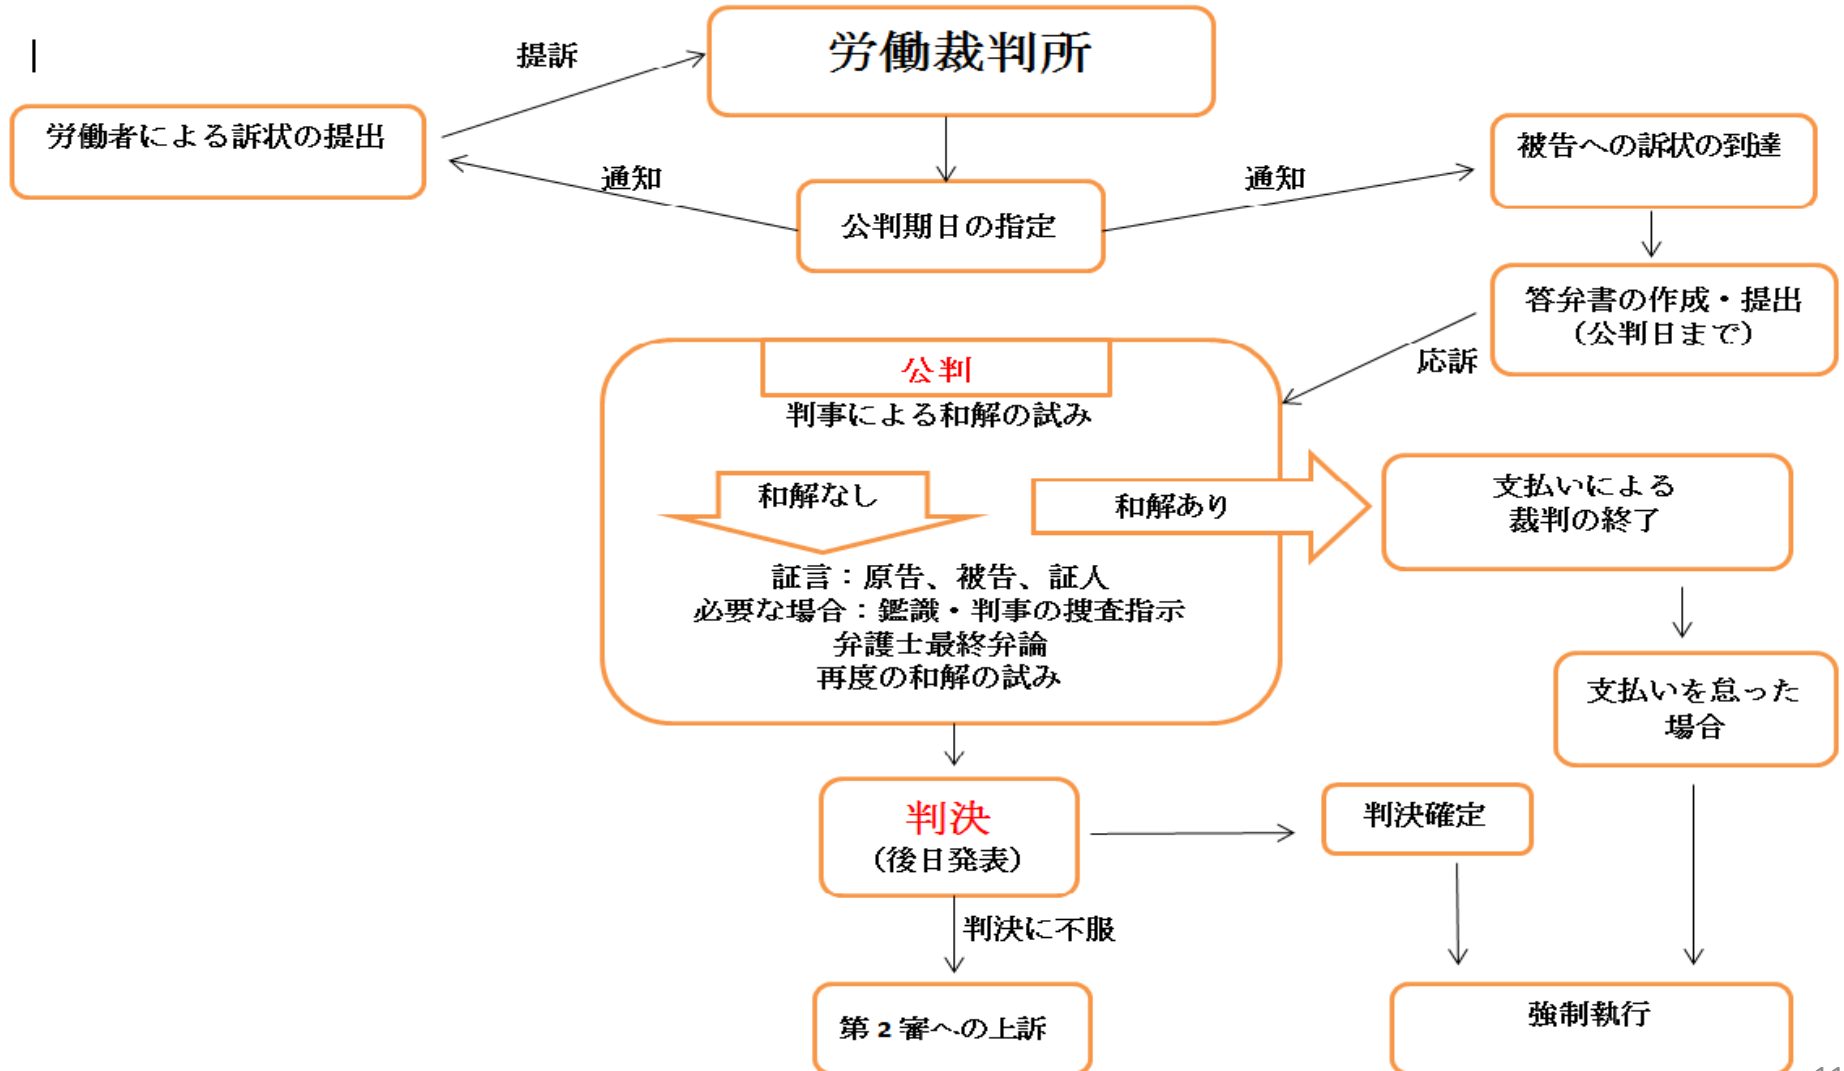 労働裁判所
提訴
労働者による訴状の提出
被告への訴状の到達
通知
通知
公判期日の指定
答弁書の作成・提出
（公判日まで）
応訴
公判
判事による和解の試み
和解なし
和解あり
支払いによる
裁判の終了
証言：原告、被告、証人
必要な場合：鑑識・判事の捜査指示
弁護士最終弁論
再度の和解の試み
支払いを怠った
場合
判決
（後日発表）
判決確定
判決に不服
第２審への上訴
強制執行